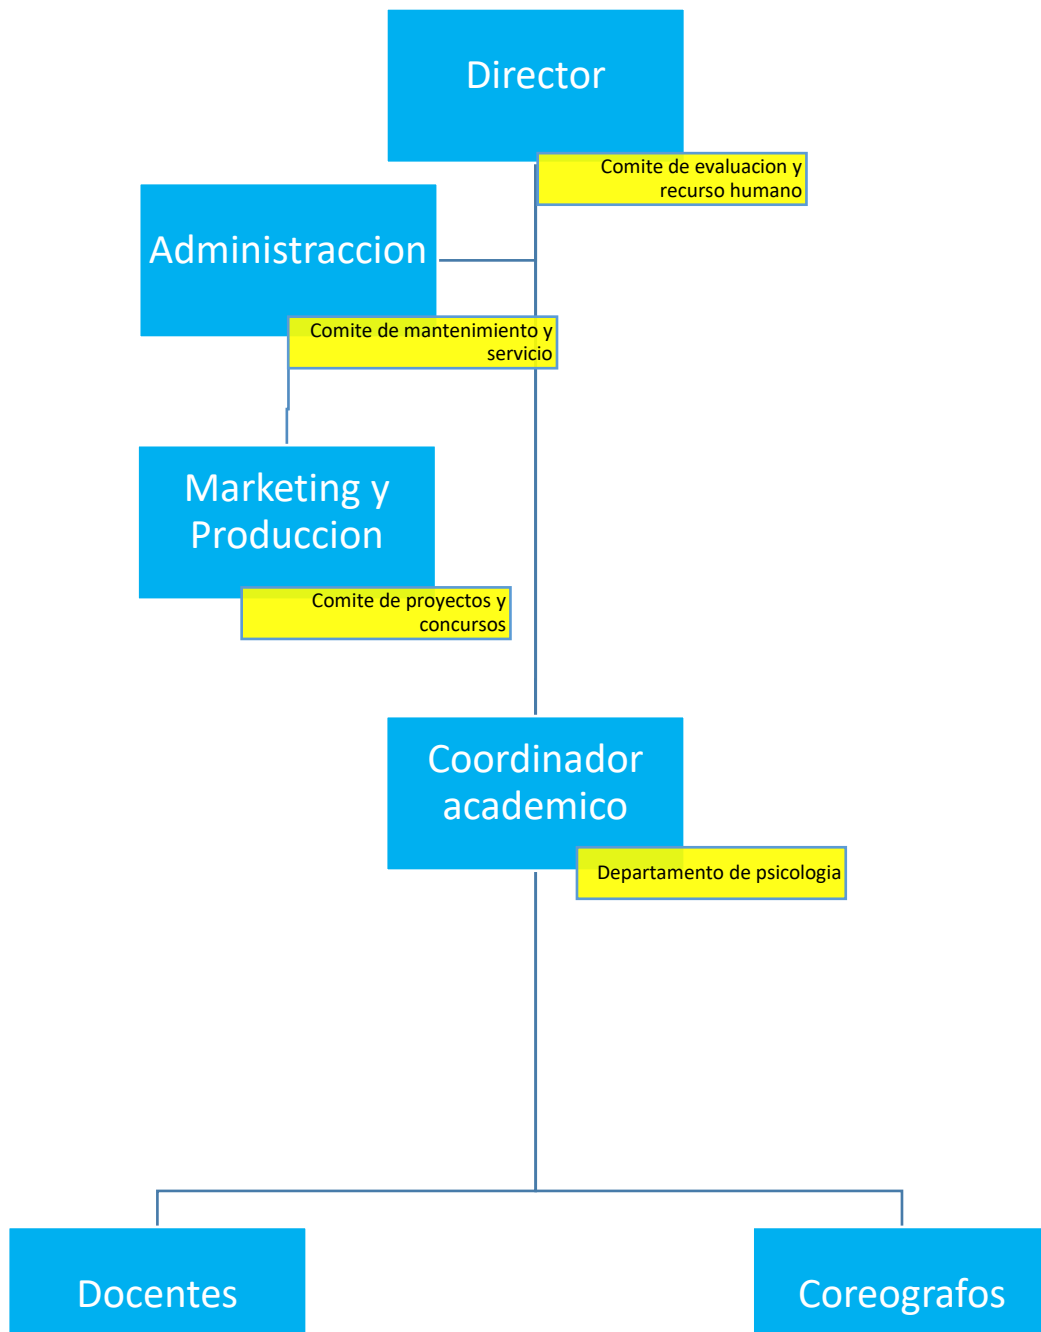 Director
Comite de evaluacion y
recurso humano
Administraccion
Comite de mantenimiento y
servicio
Marketing y
Produccion
Comite de proyectos y
concursos
Coordinador
academico
Departamento de psicologia
Docentes
Coreografos